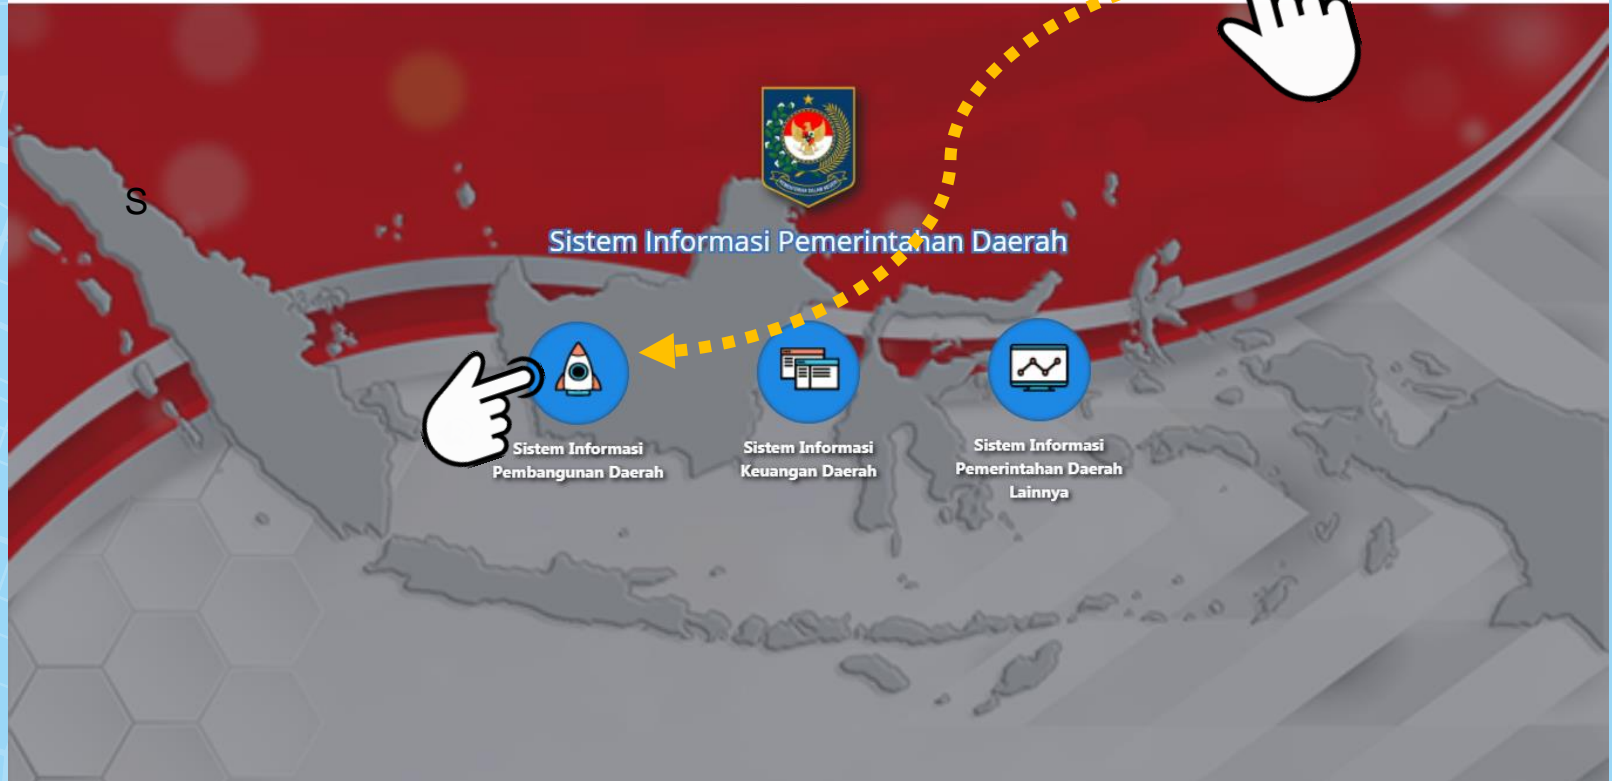 S
Sistem Informasi Pemerintahan Daerah
Sistem Informasi
Pembangunan Daerah
Sistem Informasi
Keuangan Daerah
Sistem Informasi
Pemerintahan Daerah
Lainnya